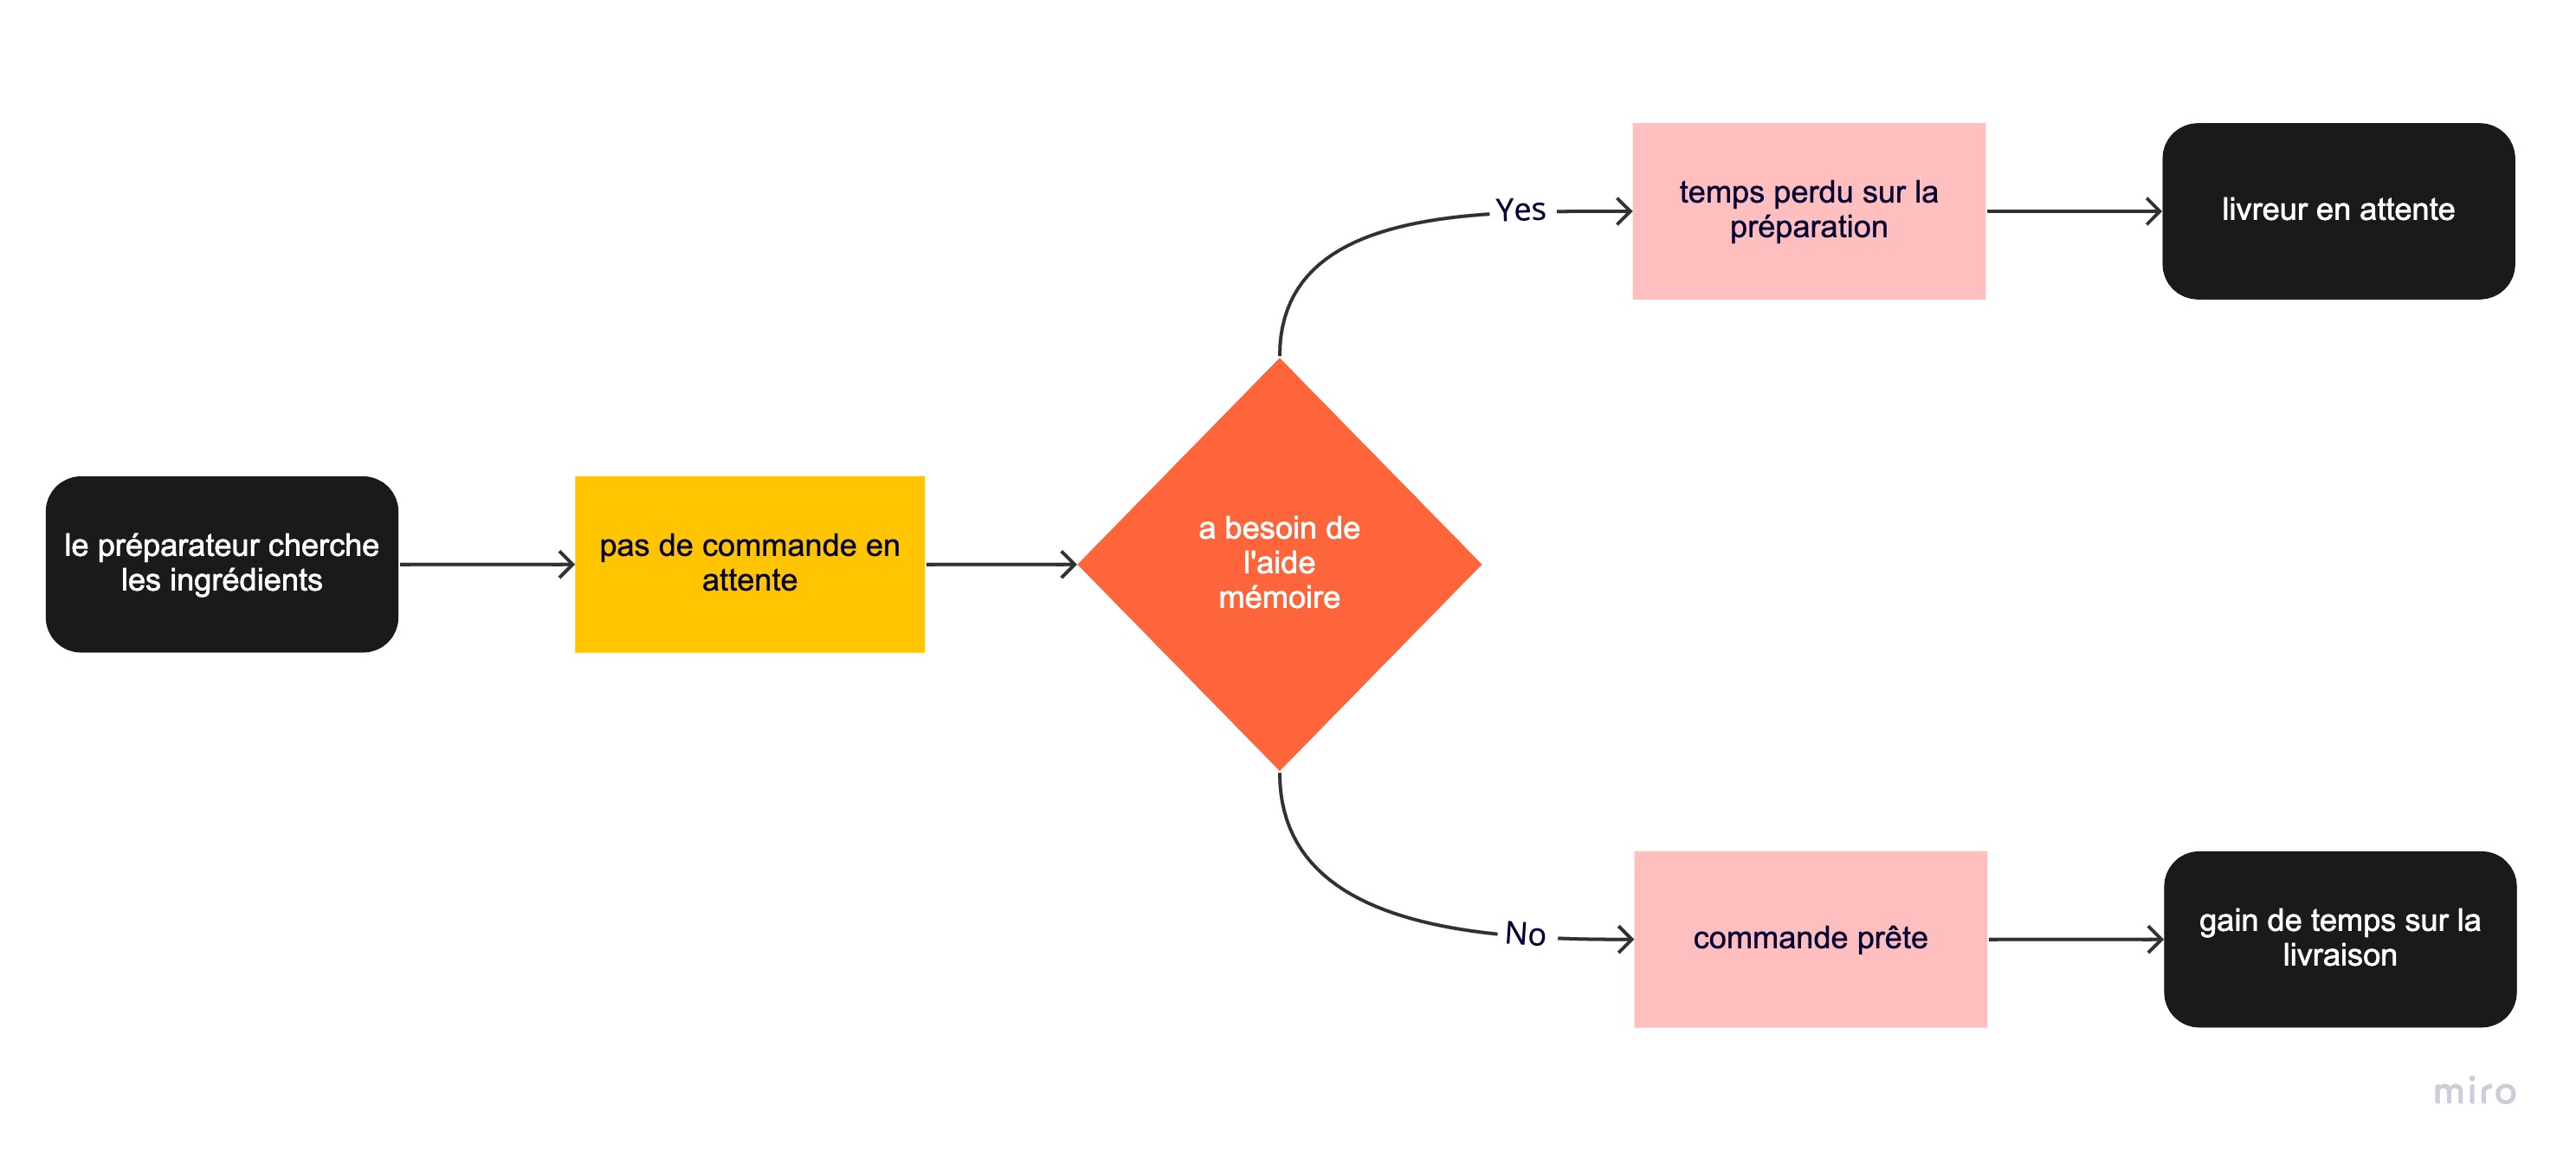 le préparateur cherche
les ingrédients
pas de commande en
attente
a besoin de
l'aide
mémoire
Yes
temps perdu sur la
préparation
livreur en attente
No
commande prête
gain de temps sur la
livraison
miro